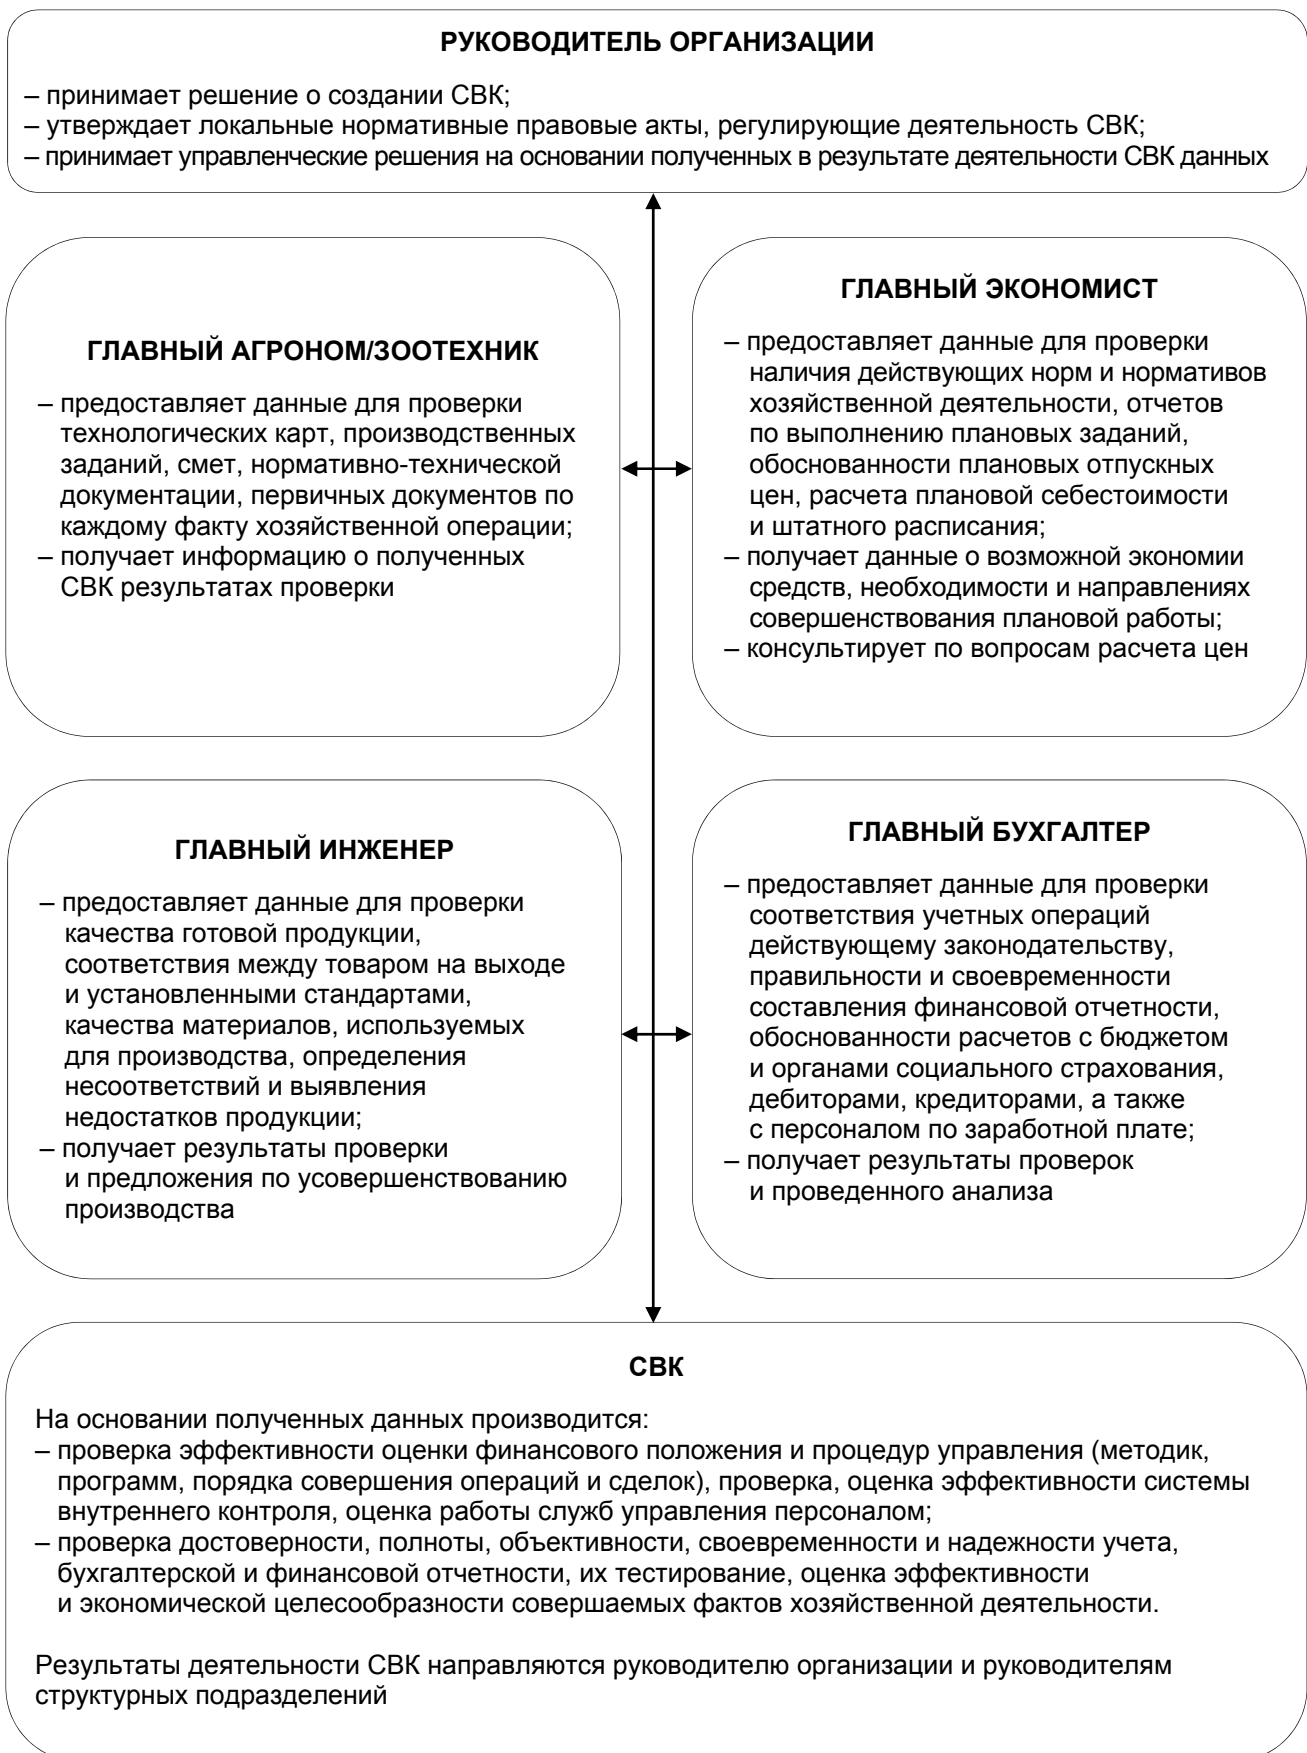 РУКОВОДИТЕЛЬ ОРГАНИЗАЦИИ
– принимает решение о создании СВК;
– утверждает локальные нормативные правовые акты, регулирующие деятельность СВК;
– принимает управленческие решения на основании полученных в результате деятельности СВК данных
ГЛАВНЫЙ АГРОНОМ/ЗООТЕХНИК
– предоставляет данные для проверки
технологических карт, производственных
заданий, смет, нормативно-технической
документации, первичных документов по
каждому факту хозяйственной операции;
– получает информацию о полученных
СВК результатах проверки
ГЛАВНЫЙ ЭКОНОМИСТ
– предоставляет данные для проверки
наличия действующих норм и нормативов
хозяйственной деятельности, отчетов
по выполнению плановых заданий,
обоснованности плановых отпускных
цен, расчета плановой себестоимости
и штатного расписания;
– получает данные о возможной экономии
средств, необходимости и направлениях
совершенствования плановой работы;
– консультирует по вопросам расчета цен
ГЛАВНЫЙ ИНЖЕНЕР
– предоставляет данные для проверки
качества готовой продукции,
соответствия между товаром на выходе
и установленными стандартами,
качества материалов, используемых
для производства, определения
несоответствий и выявления
недостатков продукции;
– получает результаты проверки
и предложения по усовершенствованию
производства
ГЛАВНЫЙ БУХГАЛТЕР
– предоставляет данные для проверки
соответствия учетных операций
действующему законодательству,
правильности и своевременности
составления финансовой отчетности,
обоснованности расчетов с бюджетом
и органами социального страхования,
дебиторами, кредиторами, а также
с персоналом по заработной плате;
– получает результаты проверок
и проведенного анализа
СВК
На основании полученных данных производится:
– проверка эффективности оценки финансового положения и процедур управления (методик,
программ, порядка совершения операций и сделок), проверка, оценка эффективности системы
внутреннего контроля, оценка работы служб управления персоналом;
– проверка достоверности, полноты, объективности, своевременности и надежности учета,
бухгалтерской и финансовой отчетности, их тестирование, оценка эффективности
и экономической целесообразности совершаемых фактов хозяйственной деятельности.
Результаты деятельности СВК направляются руководителю организации и руководителям
структурных подразделений